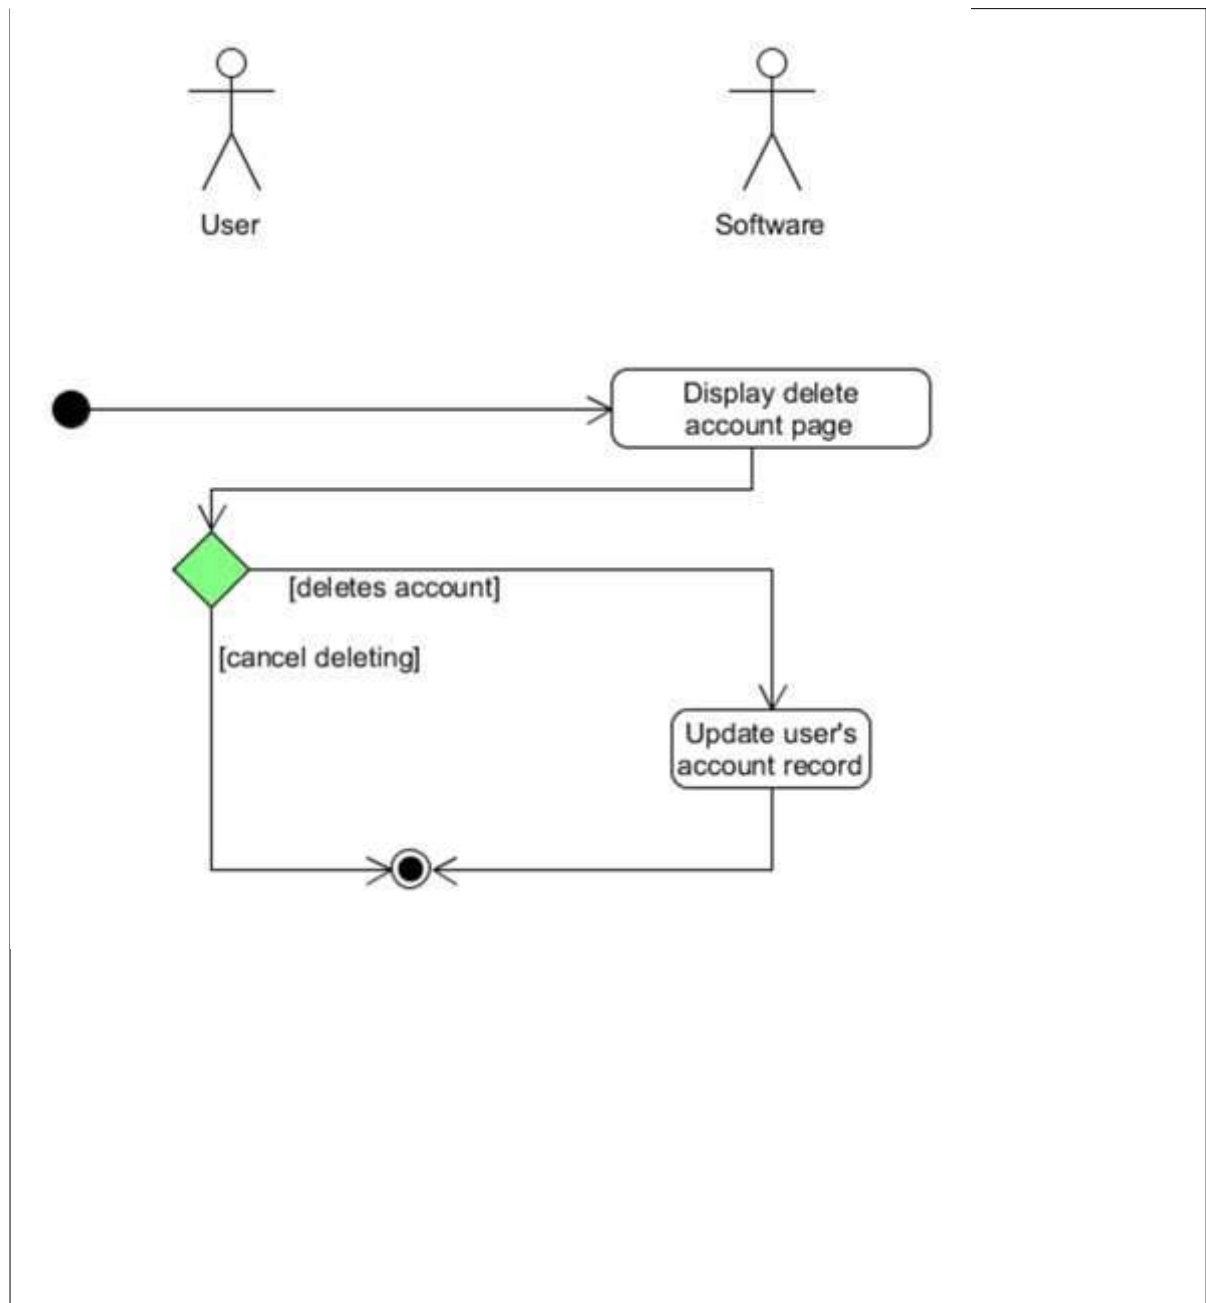 User
Software
Display delete
account page
[deletes account]
[cancel deleting]
Update user's
account record